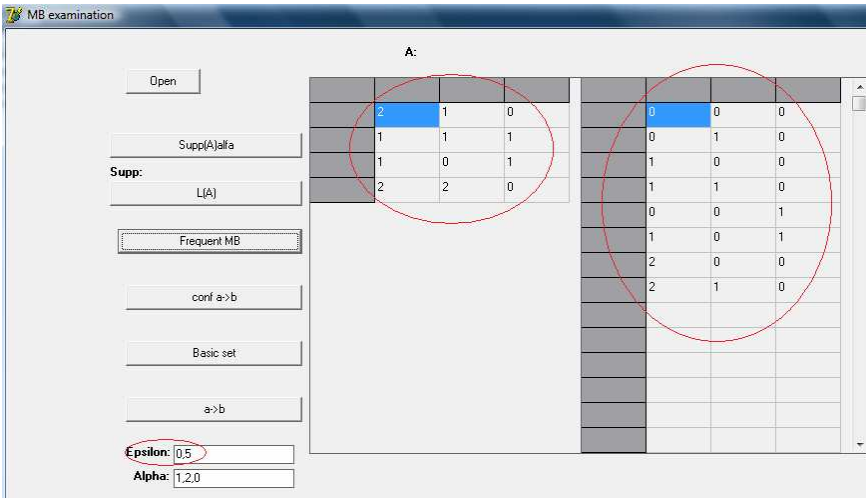 MB examination
A:
Open
Supp(A)alfa
Supp:
L(A)
Frequent MB
conf a->b
Basic set
a->b
Epsilon: 0,5
Alpha: 1,2,0
2 1 0
1 1 1
1 0 1
2 2 0
0 0 0
0 1 0
1 0 0
1 1 0
0 0 1
1 0 1
2 0 0
2 1 0